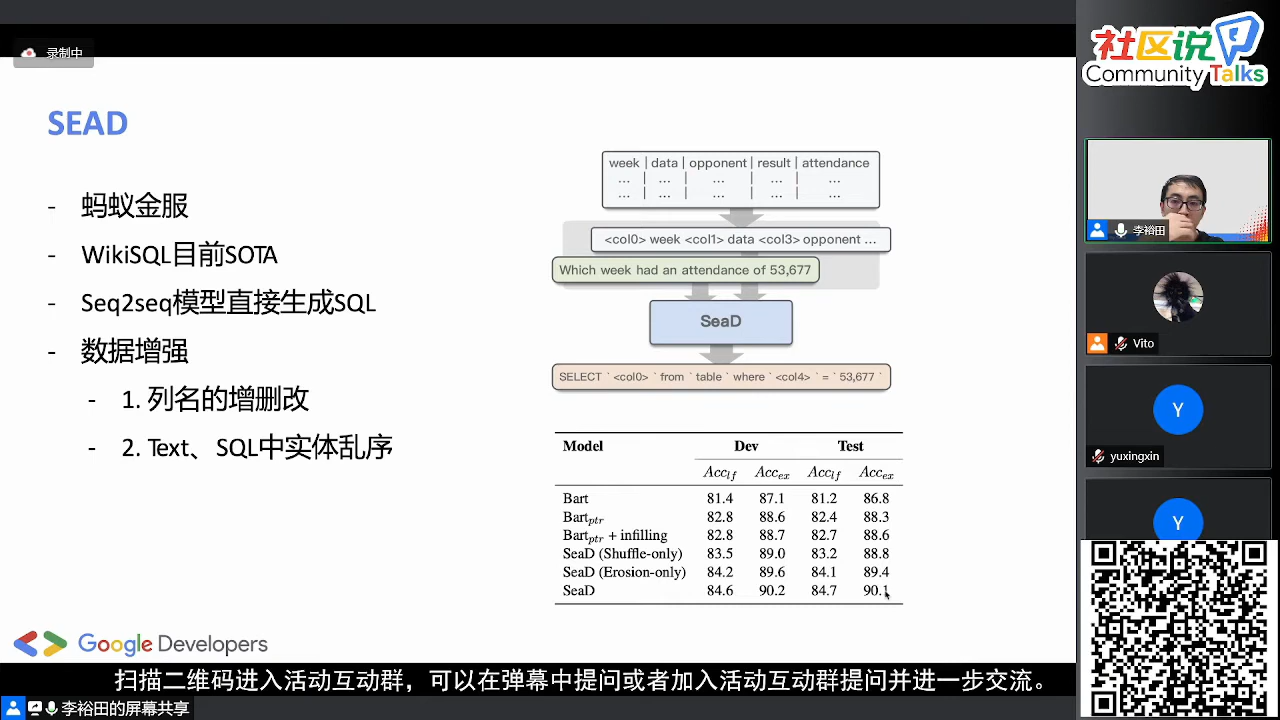 录制中
社区说
Community Talks
SEAD
- 蚂蚁金服
- WikiSQL目前SOTA
- Seq2seq模型直接生成SQL
- 数据增强
- 1. 列名的增删改
- 2. Text、SQL中实体乱序
week | data | opponent | result | attendance
... | ... | ... | ... | ...
... | ... | ... | ... | ...
<col0> week <col1> data <col3> opponent ...
Which week had an attendance of 53,677
SeaD
SELECT ` <col0> ` from ` table ` where ` <col4> ` = ` 53,677 `
Model Dev Test
Acclf Accex Acclf Accex
Bart 81.4 87.1 81.2 86.8
Bartptr 82.8 88.6 82.4 88.3
Bartptr + infilling 82.8 88.7 82.7 88.6
SeaD (Shuffle-only) 83.5 89.0 83.2 88.8
SeaD (Erosion-only) 84.2 89.6 84.1 89.4
SeaD 84.6 90.2 84.7 90.1
Google Developers
李裕田
Vito
Y
yuxingxin
Y
扫描二维码进入活动互动群，可以在弹幕中提问或者加入活动互动群提问并进一步交流。
李裕田的屏幕共享